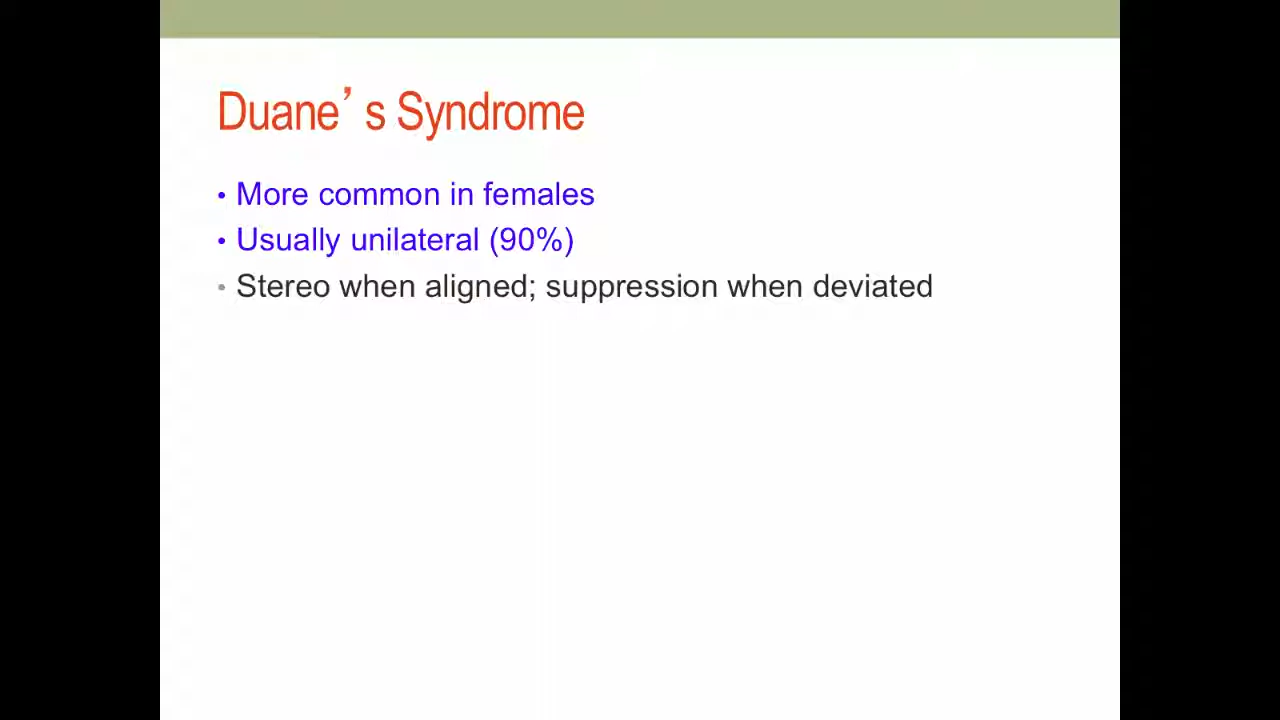 Duane’s Syndrome
• More common in females
• Usually unilateral (90%)
• Stereo when aligned; suppression when deviated